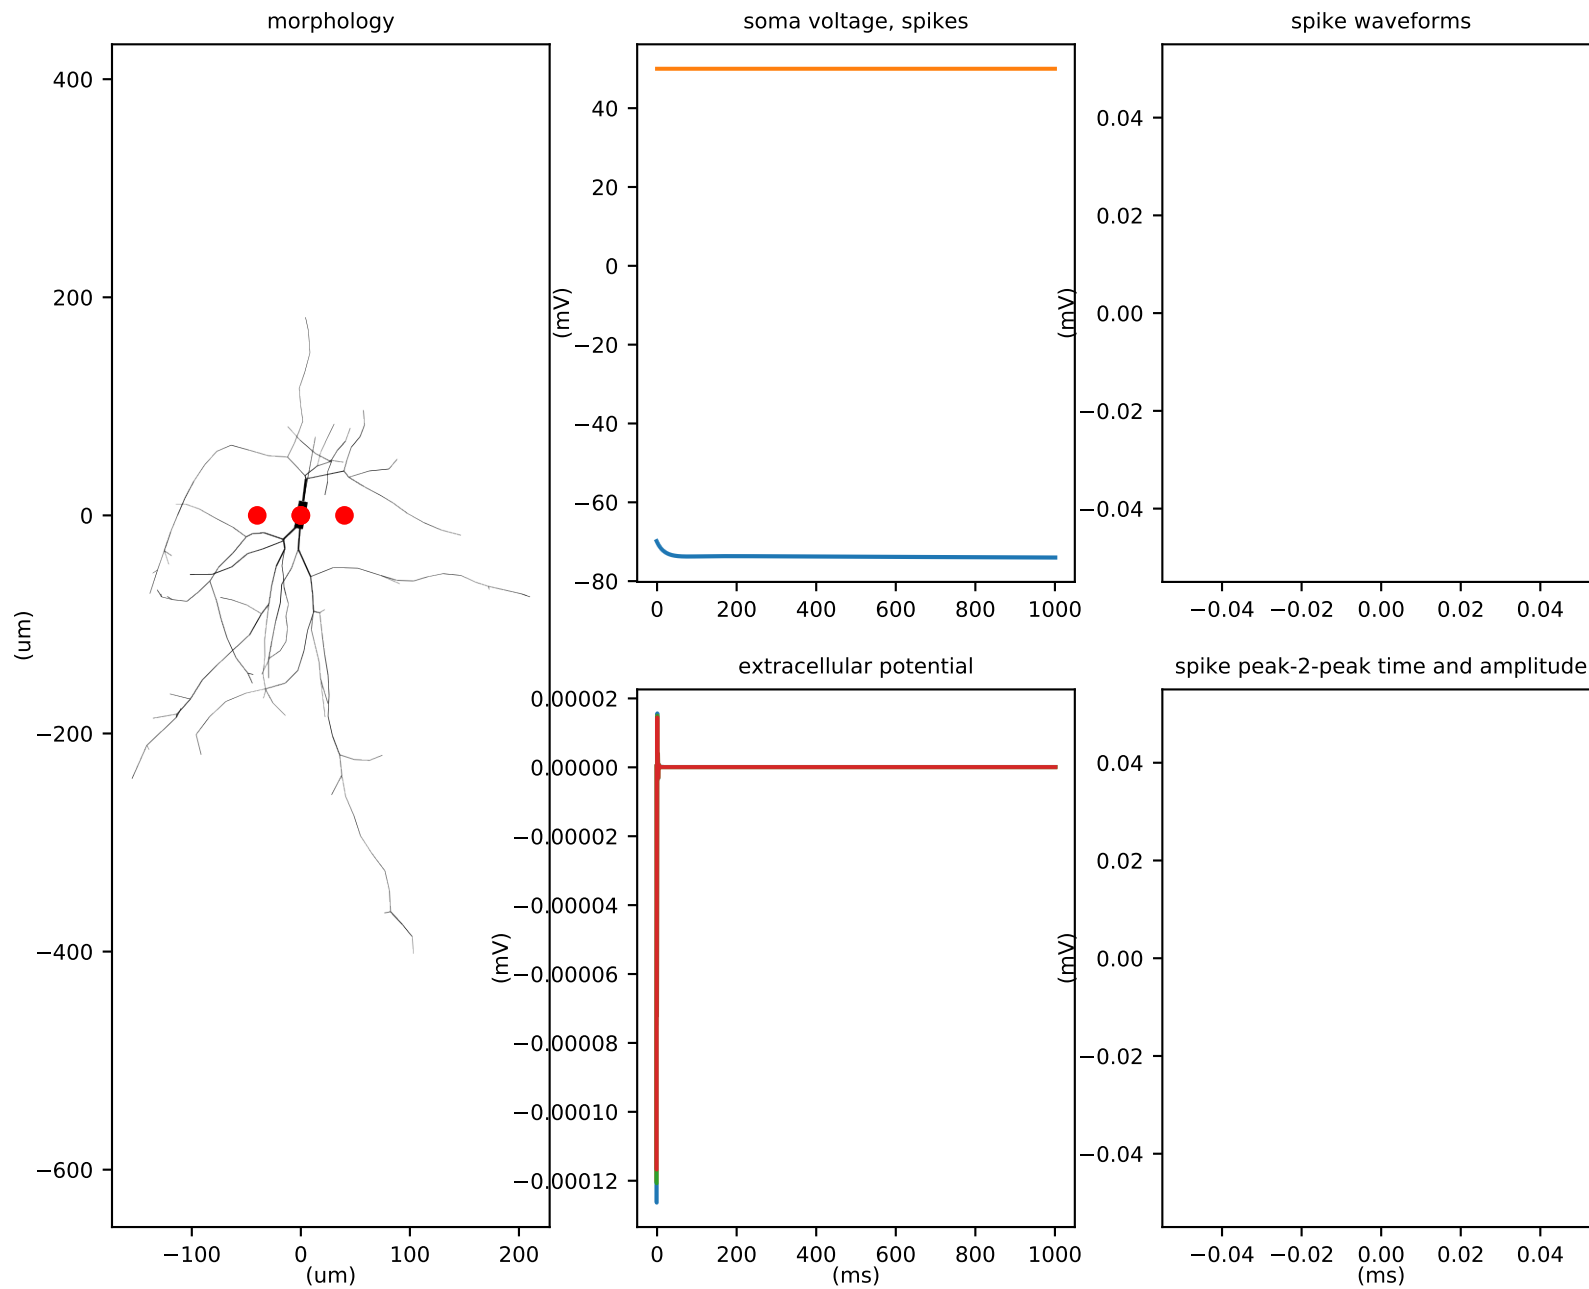 morphology
400
200
0
−200
−400
−600
(um)
−100 0 100 200
(um)
soma voltage, spikes
40
20
0
−20
−40
−60
−80
(mV)
0 200 400 600 800 1000
spike waveforms
0.04
0.02
0.00
−0.02
−0.04
(mV)
−0.04 −0.02 0.00 0.02 0.04
extracellular potential
0.00002
0.00000
−0.00002
−0.00004
−0.00006
−0.00008
−0.00010
−0.00012
(mV)
0 200 400 600 800 1000
(ms)
spike peak-2-peak time and amplitude
0.04
0.02
0.00
−0.02
−0.04
(mV)
−0.04 −0.02 0.00 0.02 0.04
(ms)